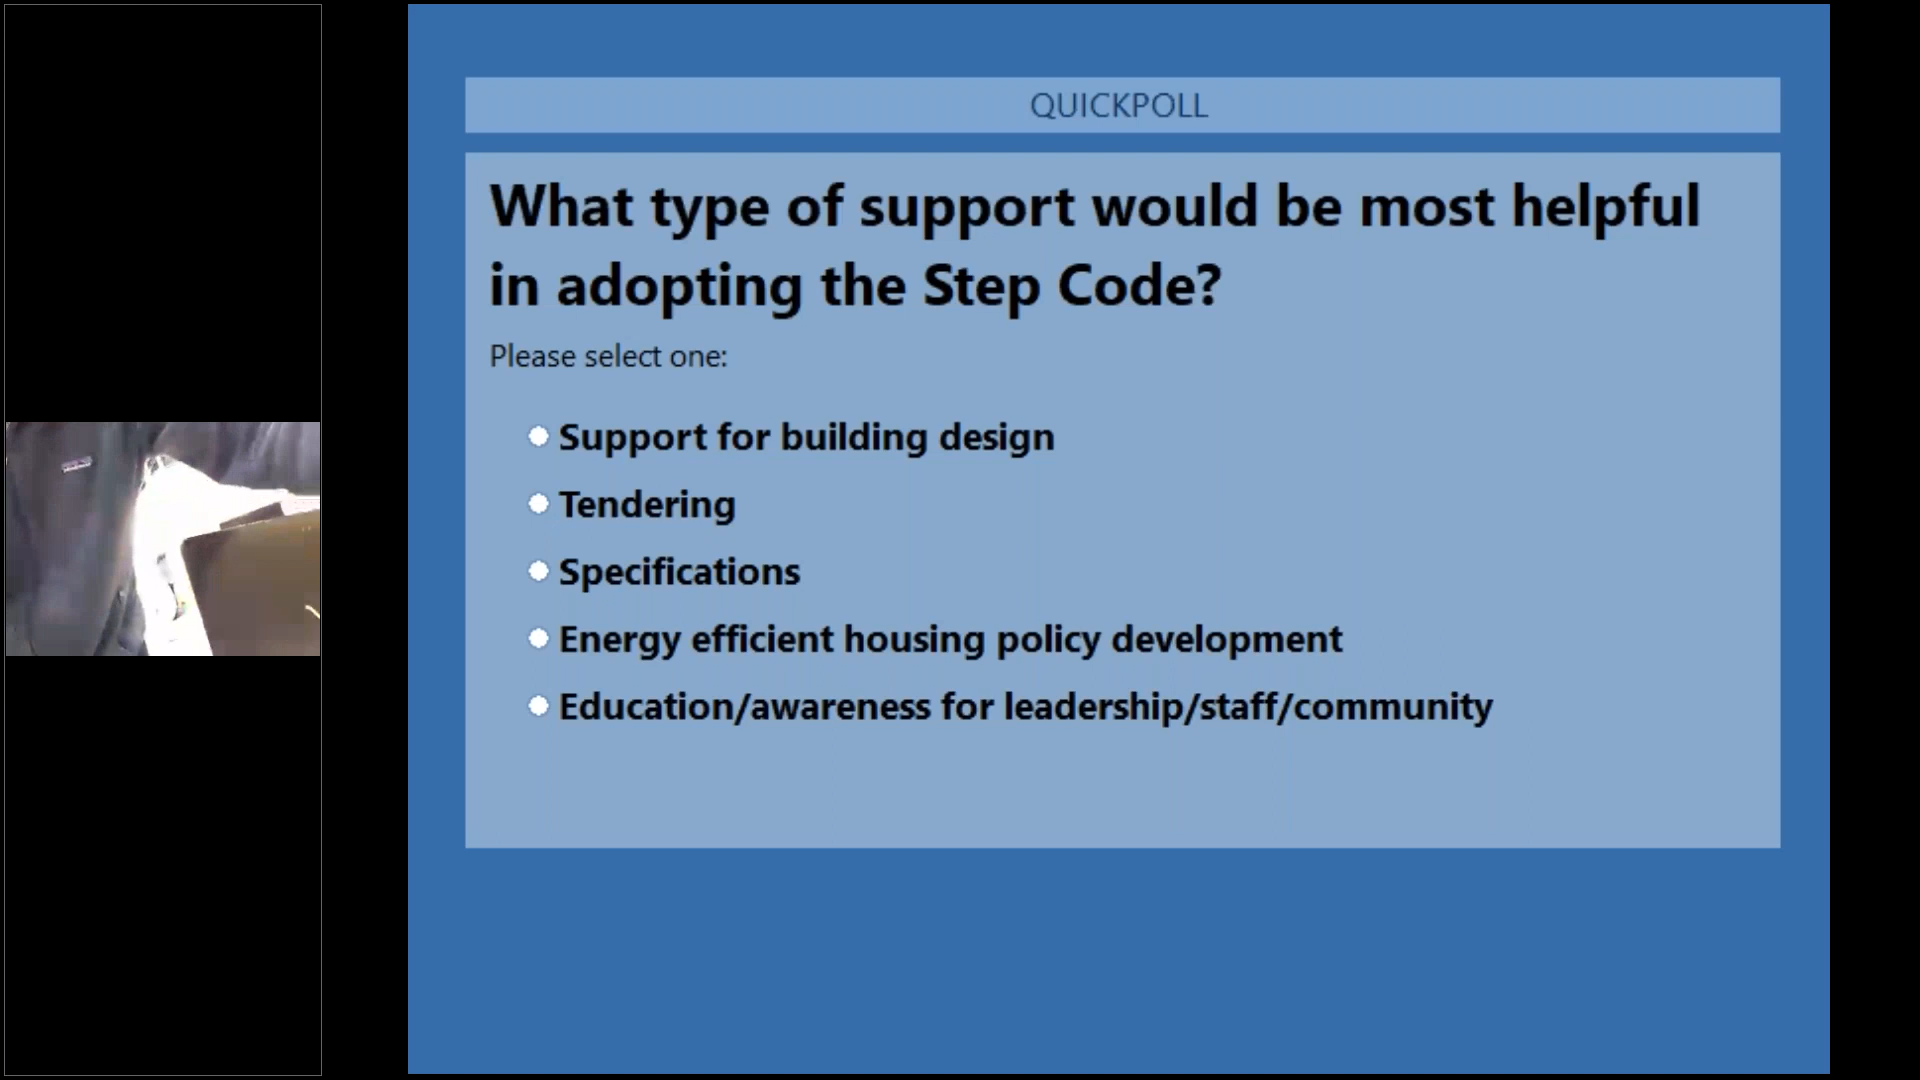 QUICKPOLL
What type of support would be most helpful
in adopting the Step Code?
Please select one:
Support for building design
Tendering
Specifications
Energy efficient housing policy development
Education/awareness for leadership/staff/community